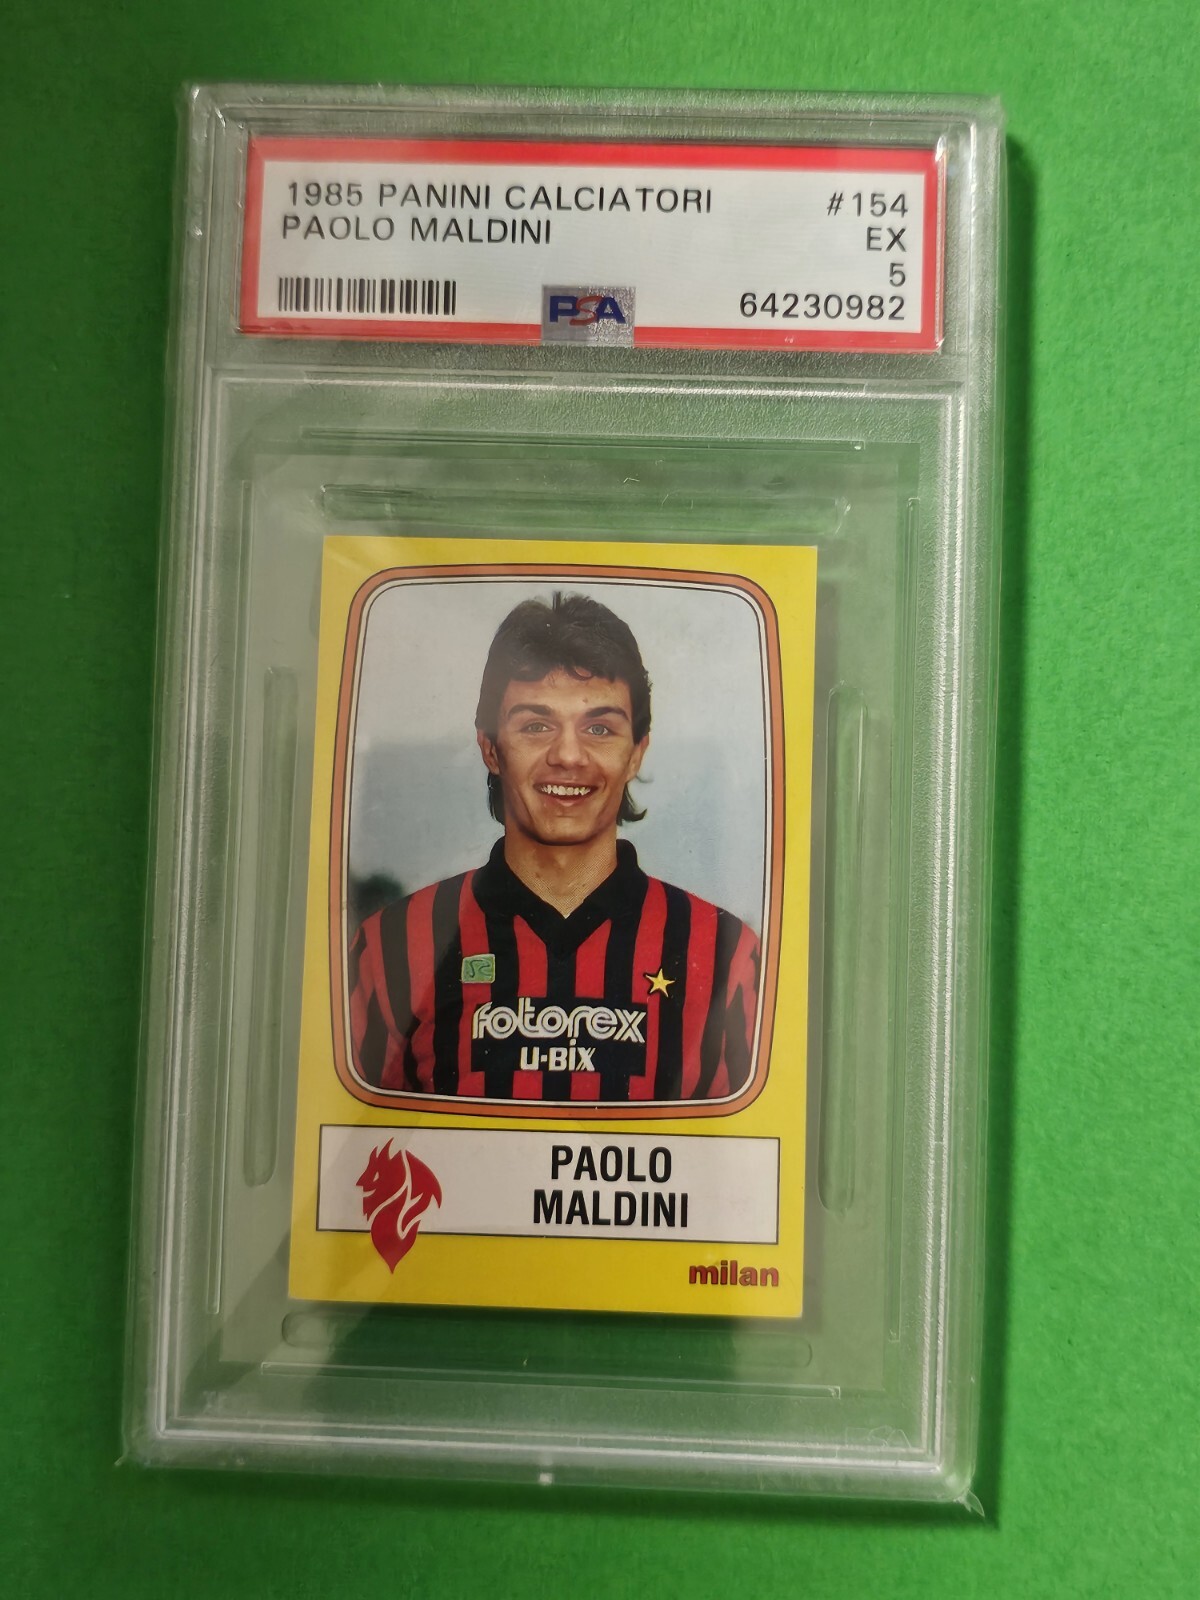 1985 PANINI CALCIATORI #154
PAOLO MALDINI EX
5
PSA 64230982
fotorex
U-BIX
PAOLO
MALDINI
milan